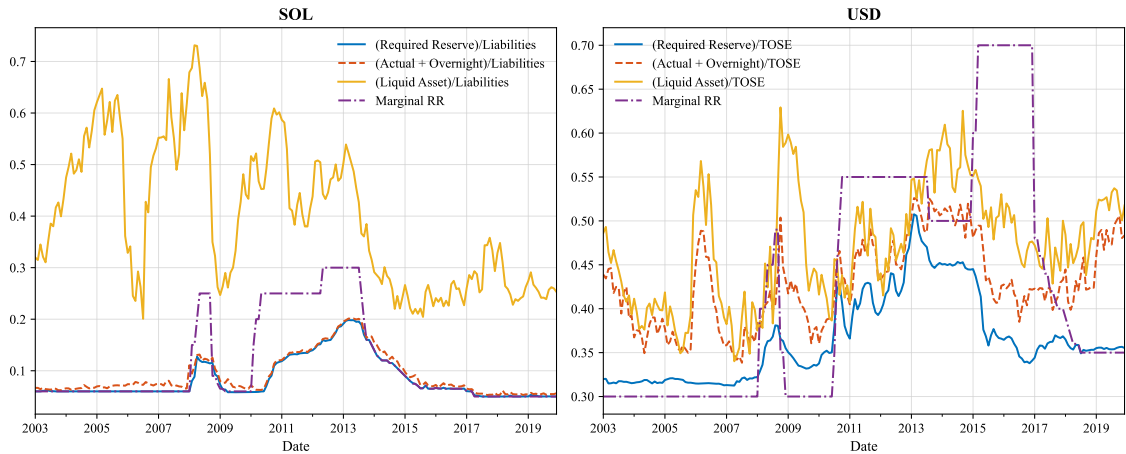 SOL
(Required Reserve)/Liabilities
(Actual + Overnight)/Liabilities
(Liquid Asset)/Liabilities
Marginal RR
0.7
0.6
0.5
0.4
0.3
0.2
0.1
2003 2005 2007 2009 2011 2013 2015 2017 2019
Date
USD
(Required Reserve)/TOSE
(Actual + Overnight)/TOSE
(Liquid Asset)/TOSE
Marginal RR
0.70
0.65
0.60
0.55
0.50
0.45
0.40
0.35
0.30
2003 2005 2007 2009 2011 2013 2015 2017 2019
Date